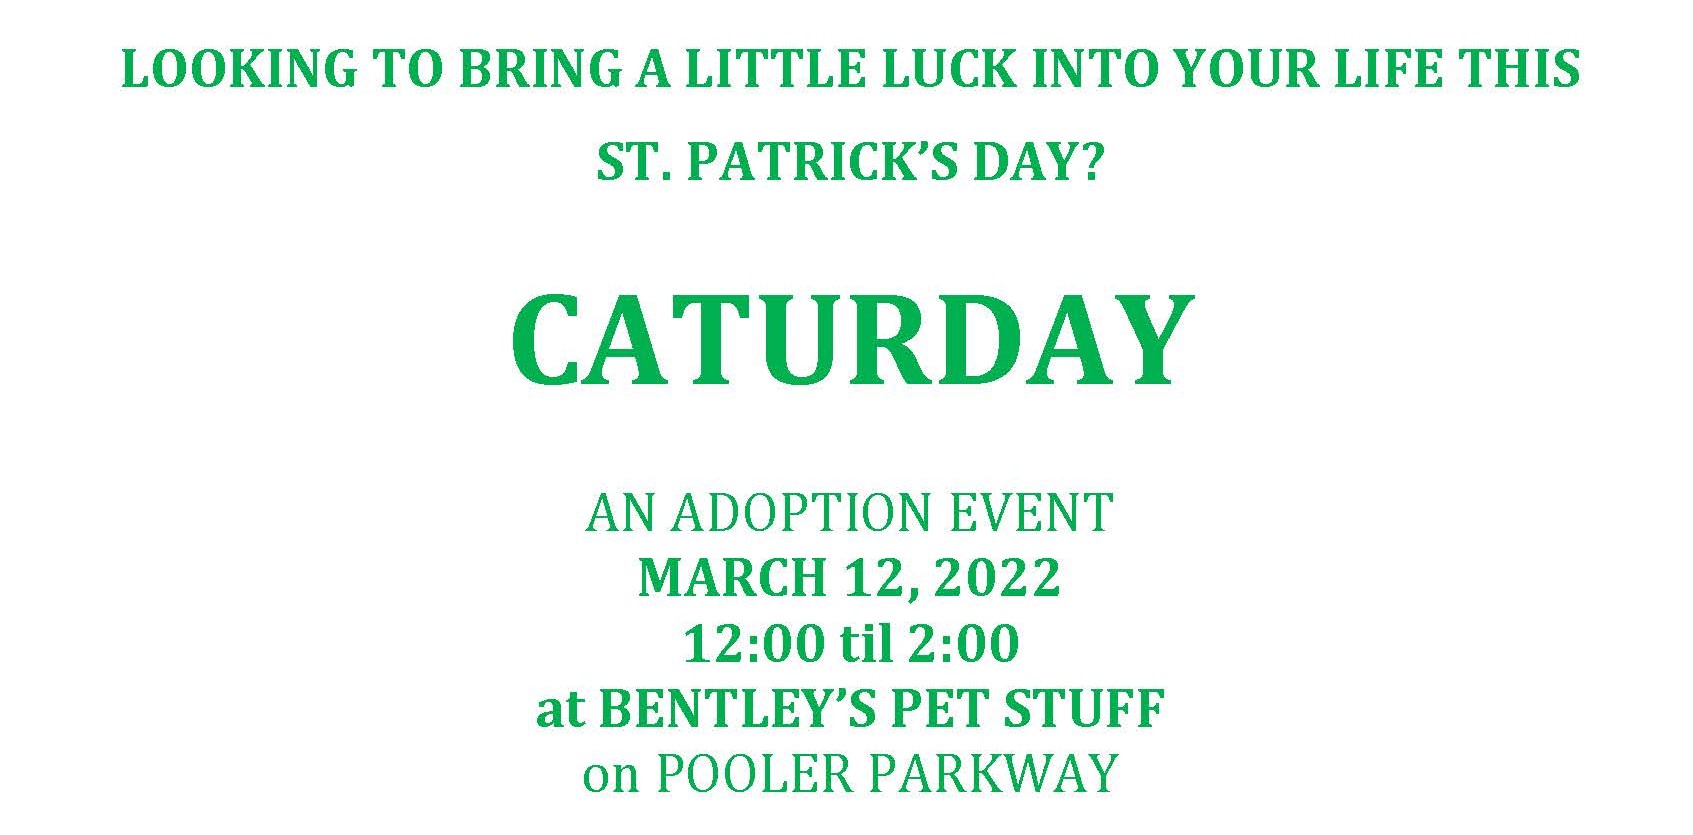 LOOKING TO BRING A LITTLE LUCK INTO YOUR LIFE THIS
ST. PATRICK’S DAY?
CATURDAY
AN ADOPTION EVENT
MARCH 12, 2022
12:00 til 2:00
at BENTLEY’S PET STUFF
on POOLER PARKWAY